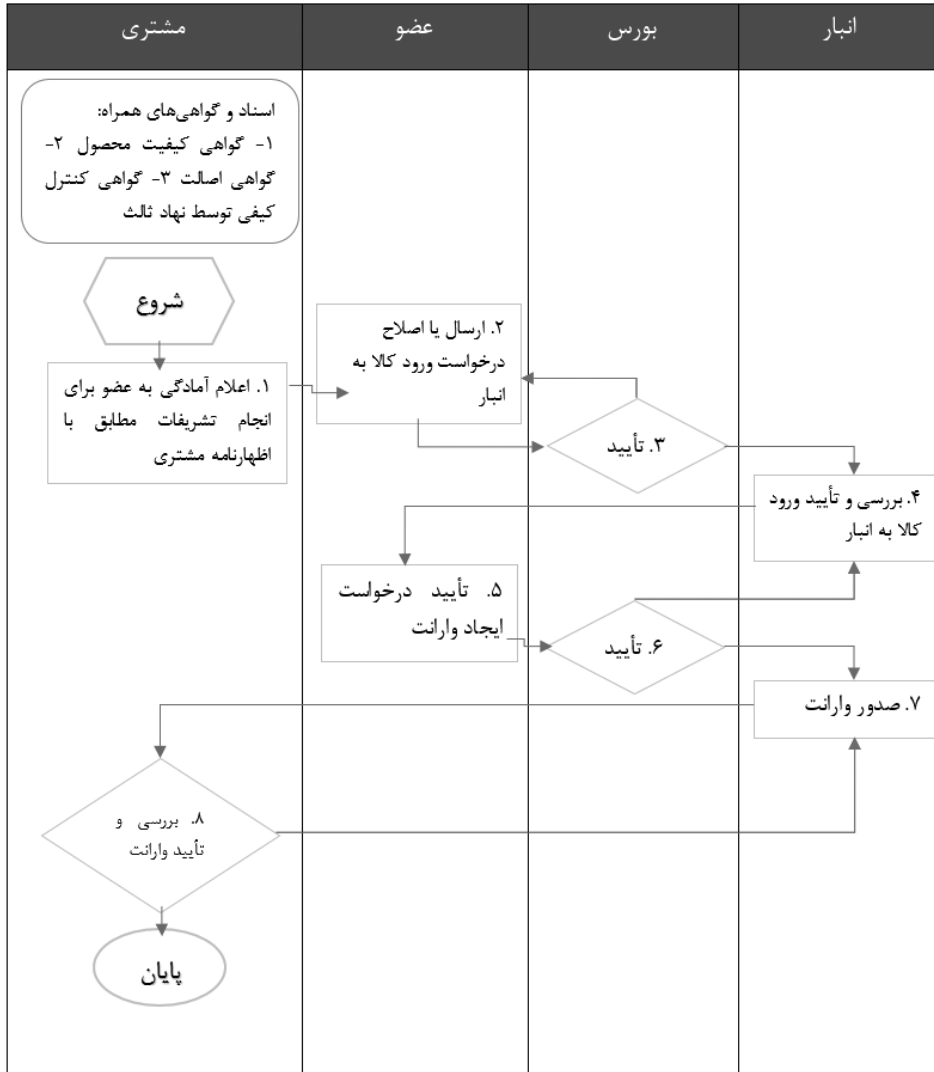 مشتری
عضو
بورس
انبار
اسناد و گواهی‌های همراه:
۱- گواهی کیفیت محصول ۲-
گواهی اصالت ۳- گواهی کنترل
کیفی توسط نهاد ثالث
شروع
۱. اعلام آمادگی به عضو برای
انجام تشریفات مطابق با
اظهارنامه مشتری
۲. ارسال یا اصلاح
درخواست ورود کالا به
انبار
۳. تأیید
۴. بررسی و تأیید ورود
کالا به انبار
۵. تأیید درخواست
ایجاد وارانت
۶. تأیید
۷. صدور وارانت
۸. بررسی و
تأیید وارانت
پایان